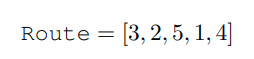 Route = [3, 2, 5, 1, 4]